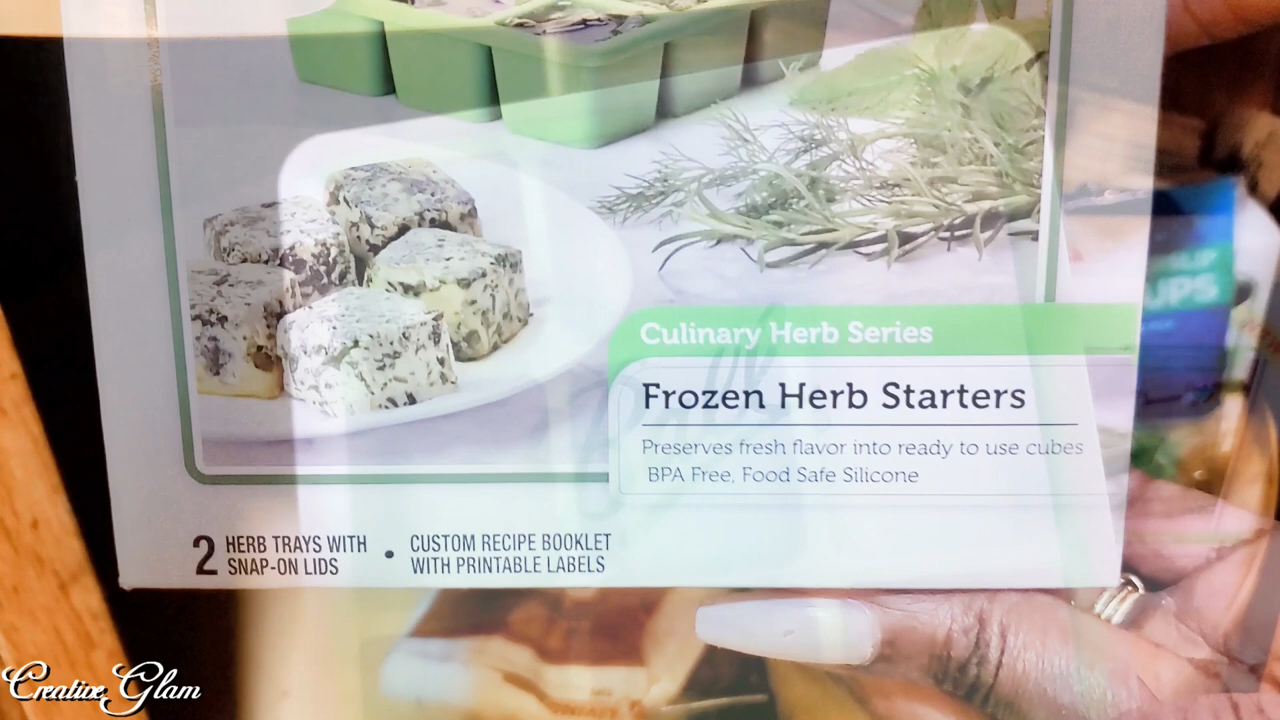 UPS
Culinary Herb Series
Frozen Herb Starters
Preserves fresh flavor into ready to use cubes
BPA Free, Food Safe Silicone
2 HERB TRAYS WITH
SNAP-ON LIDS
• CUSTOM RECIPE BOOKLET
WITH PRINTABLE LABELS
Creative Glam